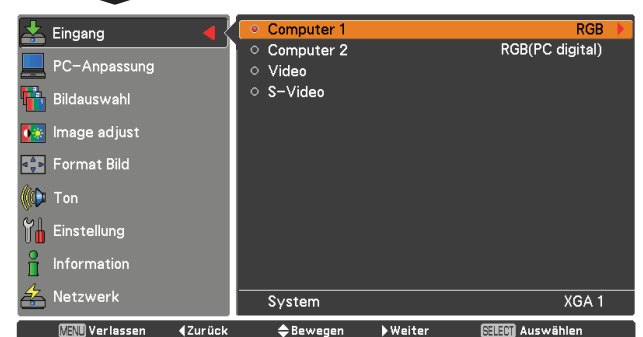 Eingang
PC-Anpassung
Bildauswahl
Image adjust
Format Bild
Ton
Einstellung
Information
Netzwerk
Computer 1 RGB
Computer 2 RGB(PC digital)
Video
S-Video
System XGA 1
MENU Verlassen Zurück Bewegen Weiter SELECT Auswählen